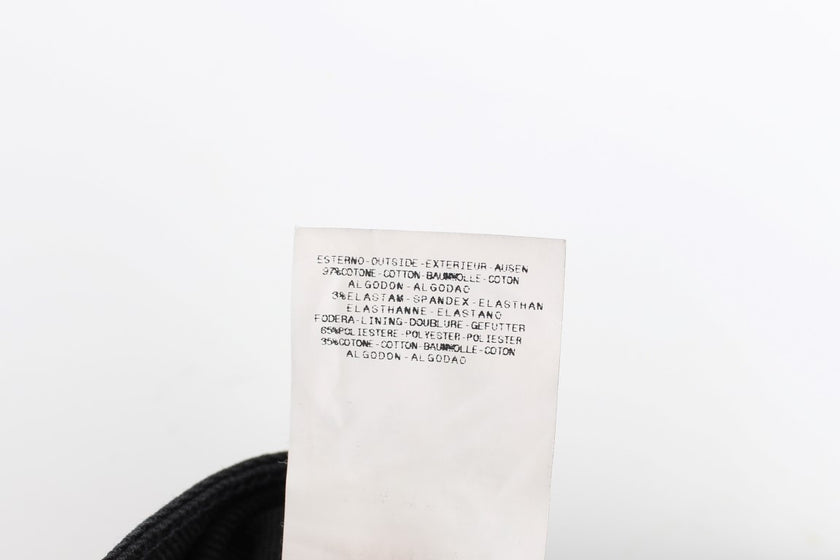 ESTERNO-OUTSIDE-EXTERIEUR-AUSEN
97%COTONE-COTTON-BAUMWOLLE-COTON
ALGODON-ALGODAO
3%ELASTAM-SPANDEX-ELASTHAN
ELASTHANNE-ELASTANO
FODERA-LINING-DOUBLURE-GEFUTTER
65%POLIESTERE-POLYESTER-POLIESTER
35%COTONE-COTTON-BAUMWOLLE-COTON
ALGODON-ALGODAO